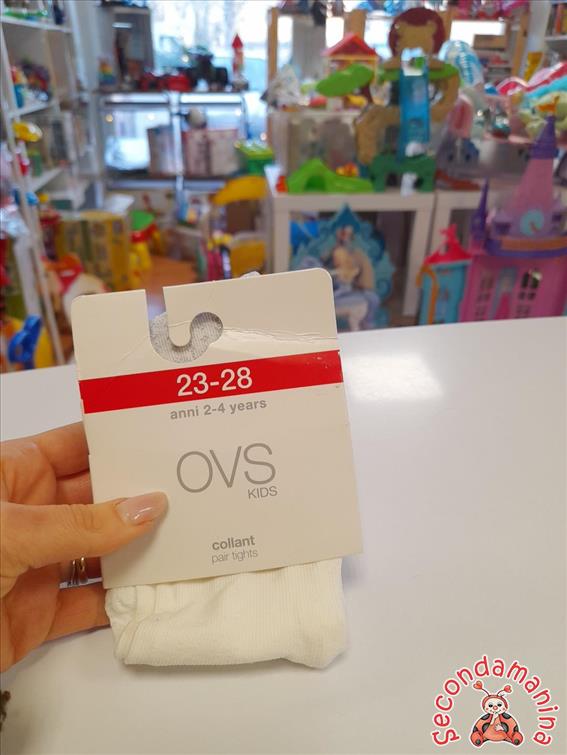 23-28
anni 2-4 years
OVS
KIDS
collant
pair tights
Secondamanina